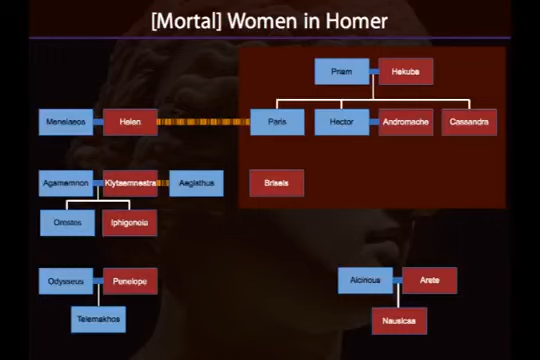 [Mortal] Women in Homer
Priam
Hekuba
Menelaeos
Helen
Paris
Hector
Andromache
Cassandra
Agamemnon
Klytaemnestra
Aegisthus
Briseis
Orestes
Iphigeneia
Odysseus
Penelope
Alcinous
Arete
Telemakhos
Nausicaa